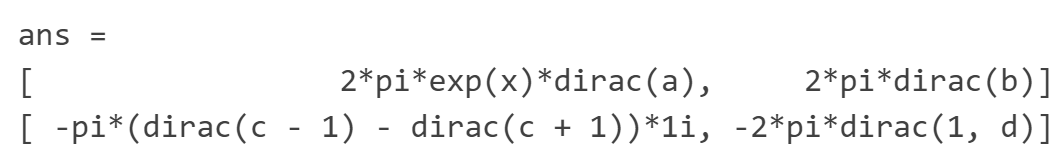 ans =
[                  2*pi*exp(x)*dirac(a),     2*pi*dirac(b)]
[ -pi*(dirac(c - 1) - dirac(c + 1))*1i, -2*pi*dirac(1, d)]